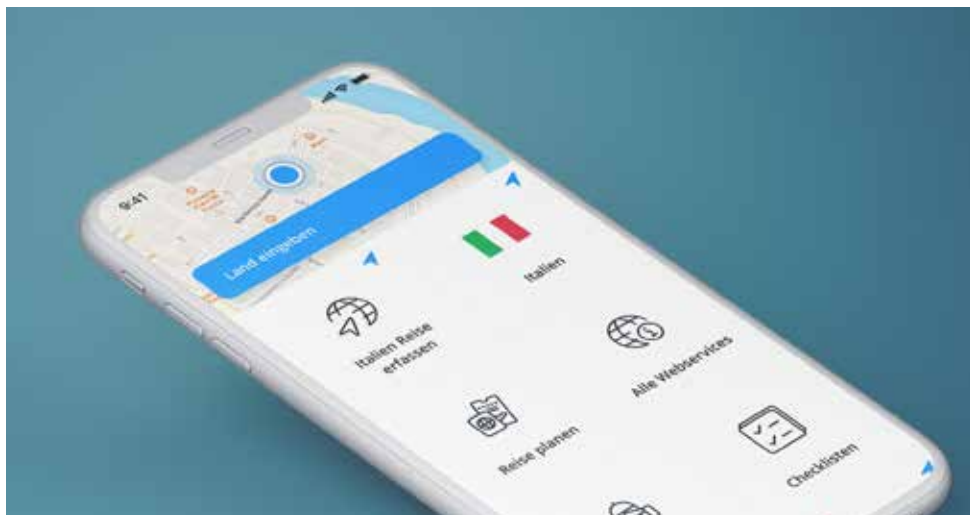 9:41
Land eingeben
Italien
Italien Reise
erfassen
Alle Webservices
Reise planen
Checklisten